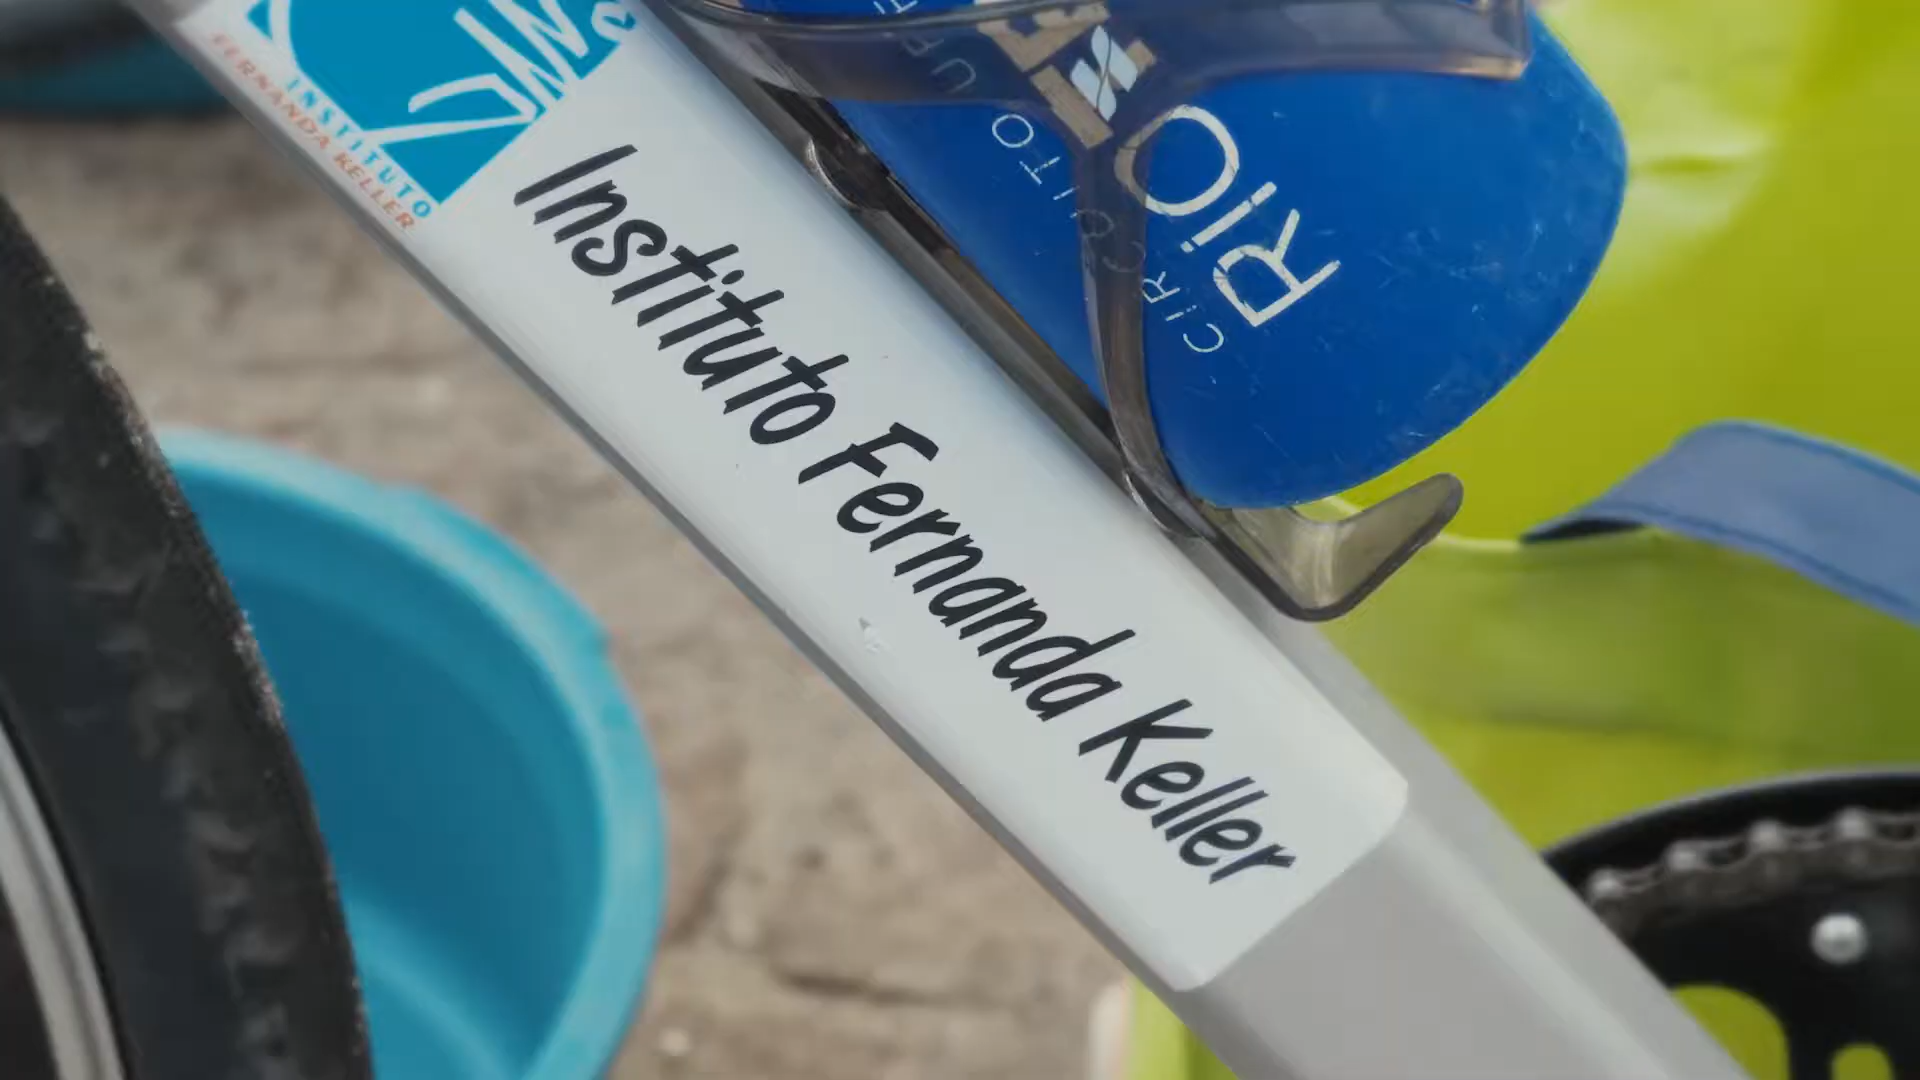 INSTITUTO
FERNANDA KELLER
Instituto Fernanda Keller
CIRCUITO
RIO